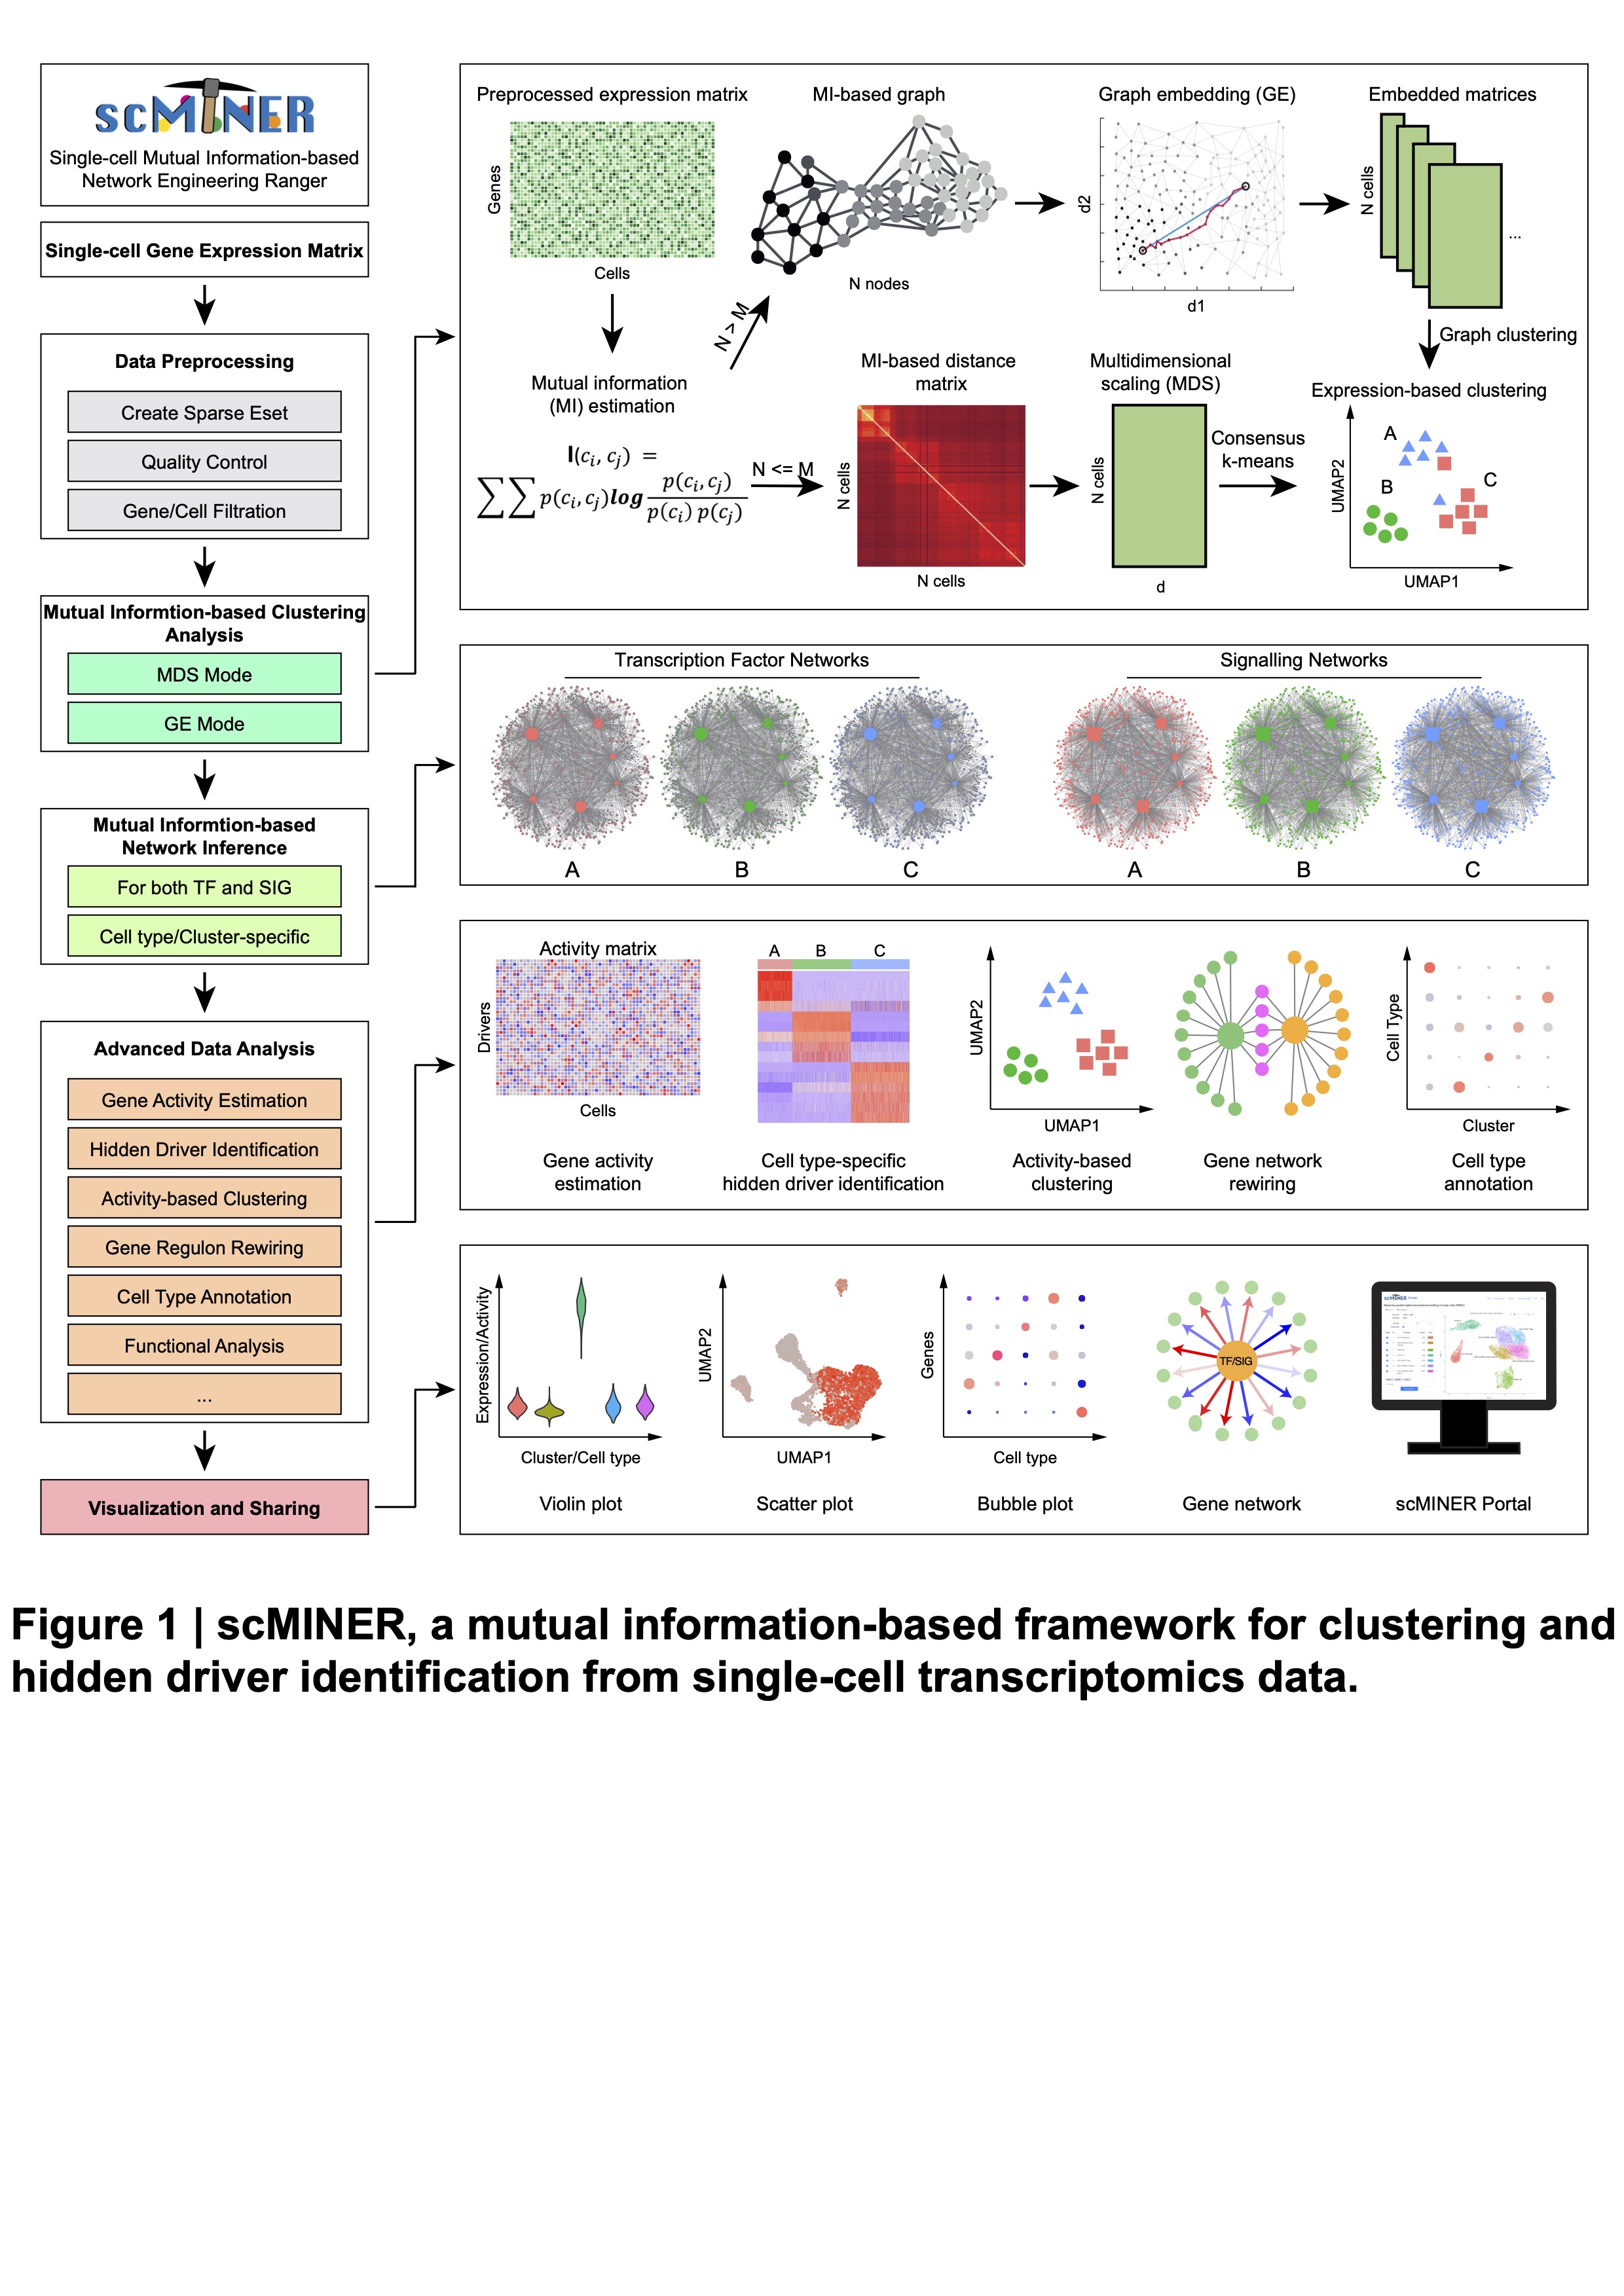 scMINER
Single-cell Mutual Information-based
Network Engineering Ranger
Single-cell Gene Expression Matrix
Data Preprocessing
Create Sparse Eset
Quality Control
Gene/Cell Filtration
Mutual Informtion-based Clustering
Analysis
MDS Mode
GE Mode
Mutual Informtion-based
Network Inference
For both TF and SIG
Cell type/Cluster-specific
Advanced Data Analysis
Gene Activity Estimation
Hidden Driver Identification
Activity-based Clustering
Gene Regulon Rewiring
Cell Type Annotation
Functional Analysis
...
Visualization and Sharing
Preprocessed expression matrix
Genes
Cells
MI-based graph
N nodes
Graph embedding (GE)
d2
d1
Embedded matrices
N cells
...
Graph clustering
N > M
Mutual information
(MI) estimation
I(c_i, c_j) =
∑∑ p(c_i, c_j)log p(c_i, c_j) / p(c_i) p(c_j)
N <= M
MI-based distance
matrix
N cells
N cells
Multidimensional
scaling (MDS)
N cells
d
Consensus
k-means
Expression-based clustering
A
B
C
UMAP2
UMAP1
Transcription Factor Networks
A B C
Signalling Networks
A B C
Activity matrix
Drivers
Cells
Gene activity
estimation
A B C
Cell type-specific
hidden driver identification
UMAP2
UMAP1
Activity-based
clustering
Gene network
rewiring
Cell Type
Cluster
Cell type
annotation
Expression/Activity
Cluster/Cell type
Violin plot
UMAP2
UMAP1
Scatter plot
Genes
Cell type
Bubble plot
TF/SIG
Gene network
scMINER
scMINER Portal
Figure 1 | scMINER, a mutual information-based framework for clustering and
hidden driver identification from single-cell transcriptomics data.